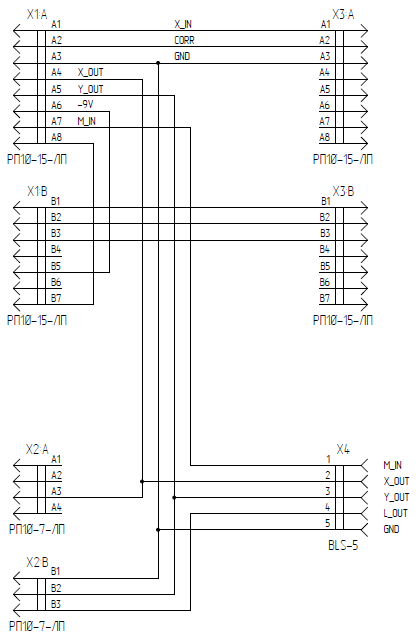 X1:A X3:A
A1 X_IN A1
A2 CORR A2
A3 GND A3
A4 X_OUT A4
A5 Y_OUT A5
A6 -9V A6
A7 M_IN A7
A8 A8
РП10-15-ЛП РП10-15-ЛП
X1:B X3:B
B1 B1
B2 B2
B3 B3
B4 B4
B5 B5
B6 B6
B7 B7
РП10-15-ЛП РП10-15-ЛП
X2:A X4
A1 1 M_IN
A2 2 X_OUT
A3 3 Y_OUT
A4 4 L_OUT
РП10-7-ЛП 5 GND
BLS-5
X2:B
B1
B2
B3
РП10-7-ЛП